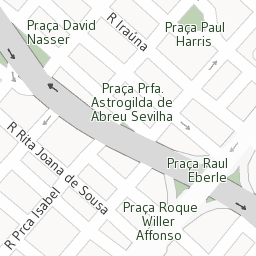 Praça David
Nasser
R Iraúna
Praça Paul
Harris
Praça Prfa.
Astrogilda de
Abreu Sevilha
R Rita Joana de Sousa
Praça Raul
Eberle
R Prca Isabel
Praça Roque
Willer
Affonso